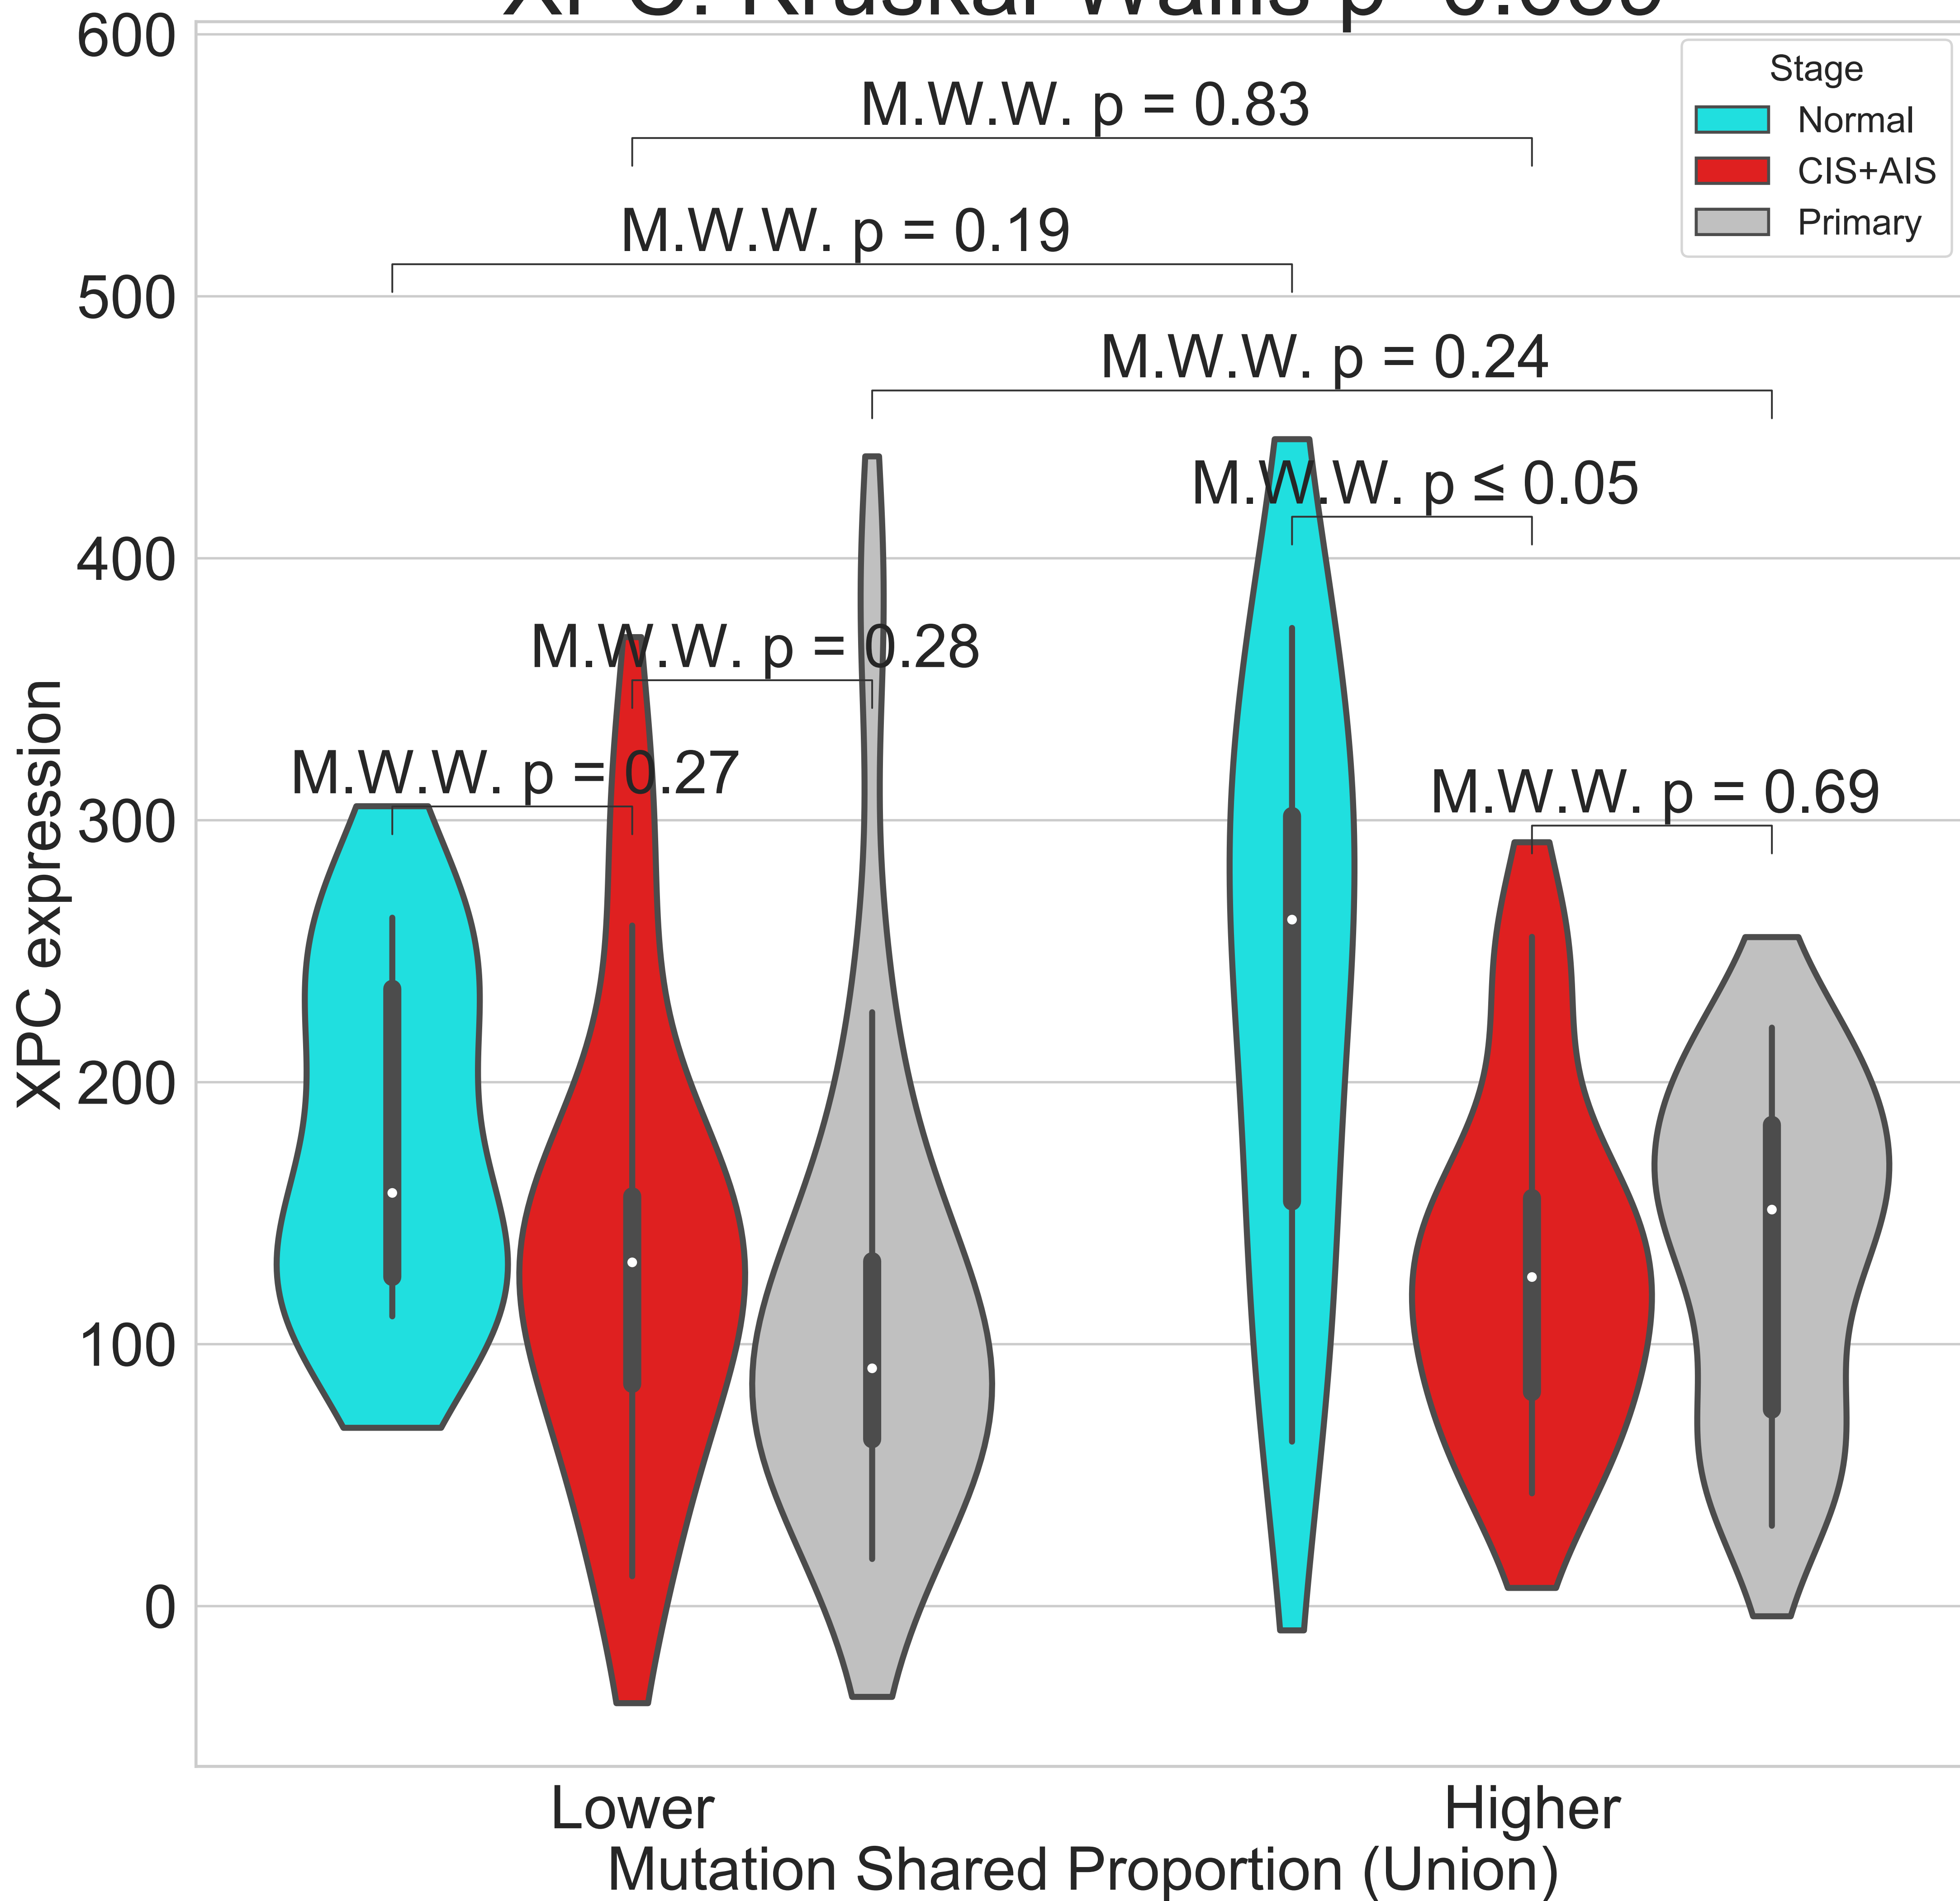 600
M.W.W. p = 0.83
Stage
Normal
CIS+AIS
Primary
M.W.W. p = 0.19
500
M.W.W. p = 0.24
M.W.W. p ≤ 0.05
400
M.W.W. p = 0.28
M.W.W. p = 0.27
M.W.W. p = 0.69
300
XPC expression
200
100
0
Lower
Higher
Mutation Shared Proportion (Union)